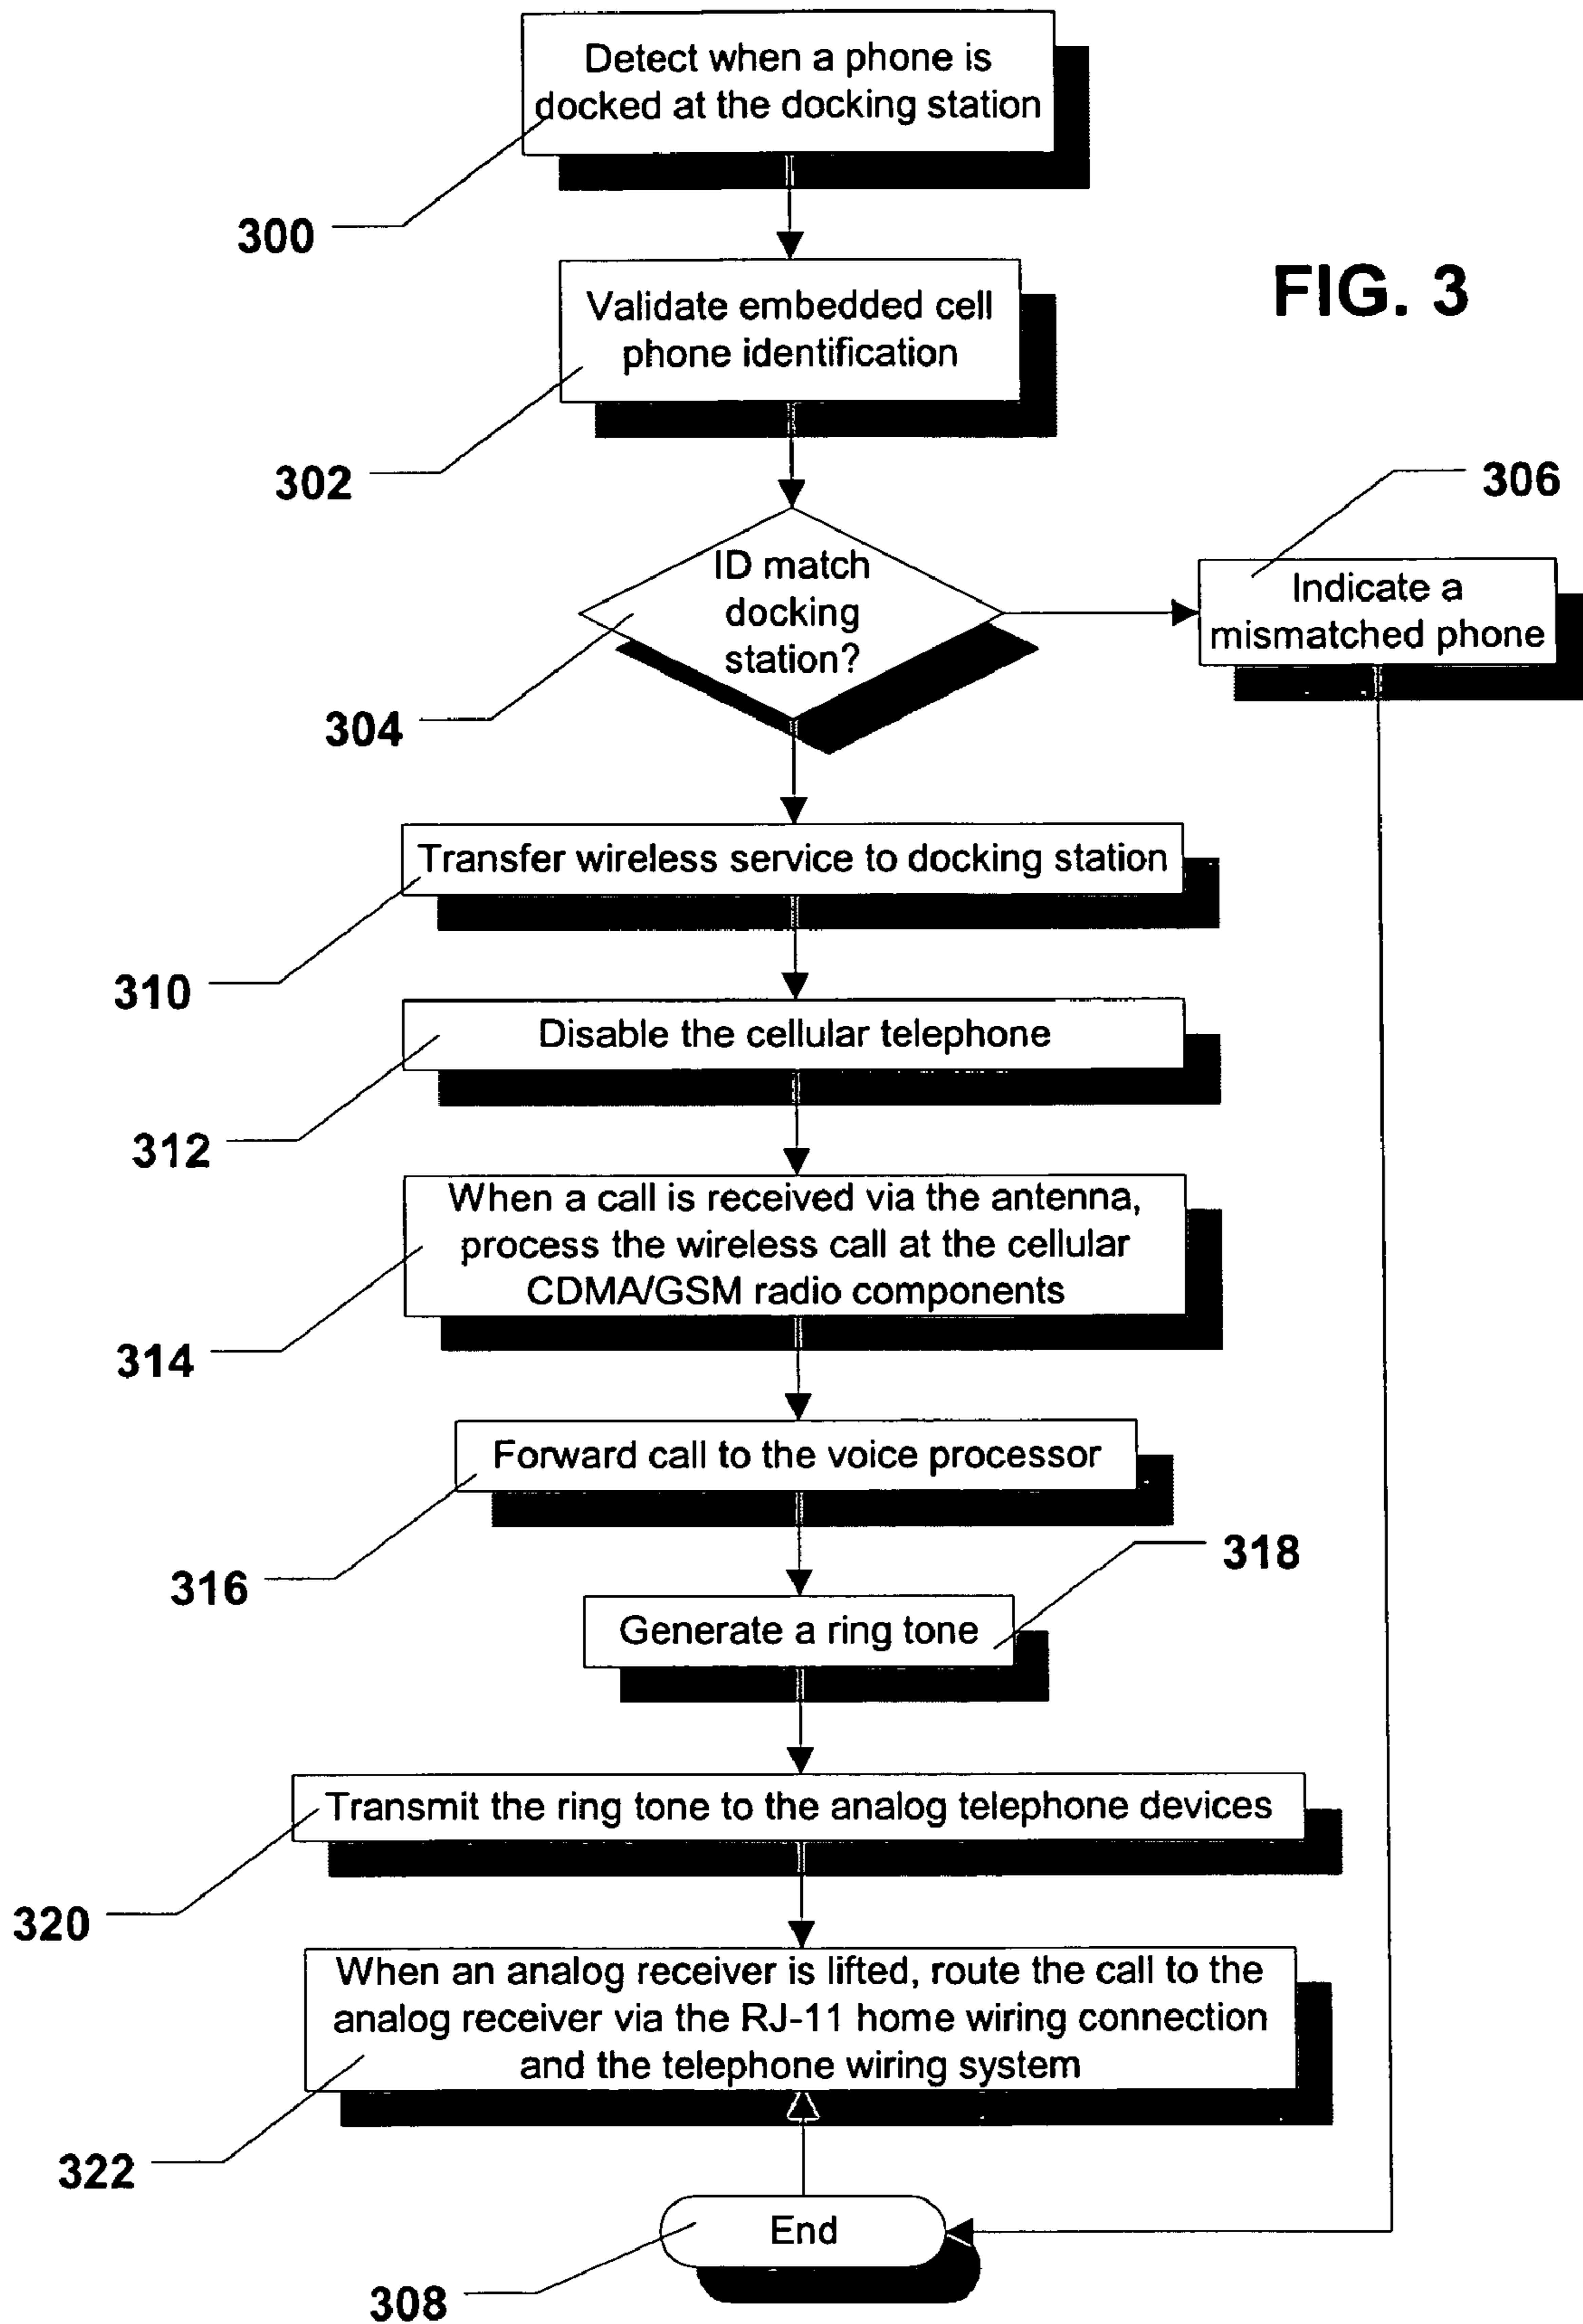 Detect when a phone is
docked at the docking station
300
FIG. 3
Validate embedded cell
phone identification
302
306
ID match
docking
station?
Indicate a
mismatched phone
304
Transfer wireless service to docking station
310
Disable the cellular telephone
312
When a call is received via the antenna,
process the wireless call at the cellular
CDMA/GSM radio components
314
Forward call to the voice processor
316
318
Generate a ring tone
Transmit the ring tone to the analog telephone devices
320
When an analog receiver is lifted, route the call to the
analog receiver via the RJ-11 home wiring connection
and the telephone wiring system
322
End
308